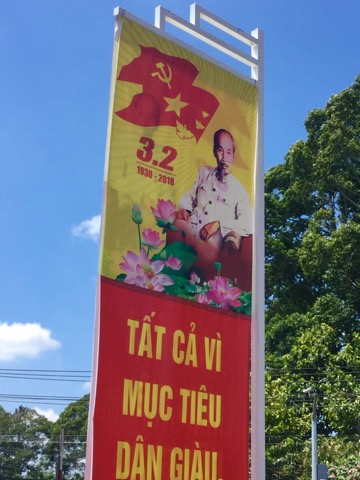 3.2
1930 - 2018
TẤT CẢ VÌ
MỤC TIÊU
DÂN GIÀU,